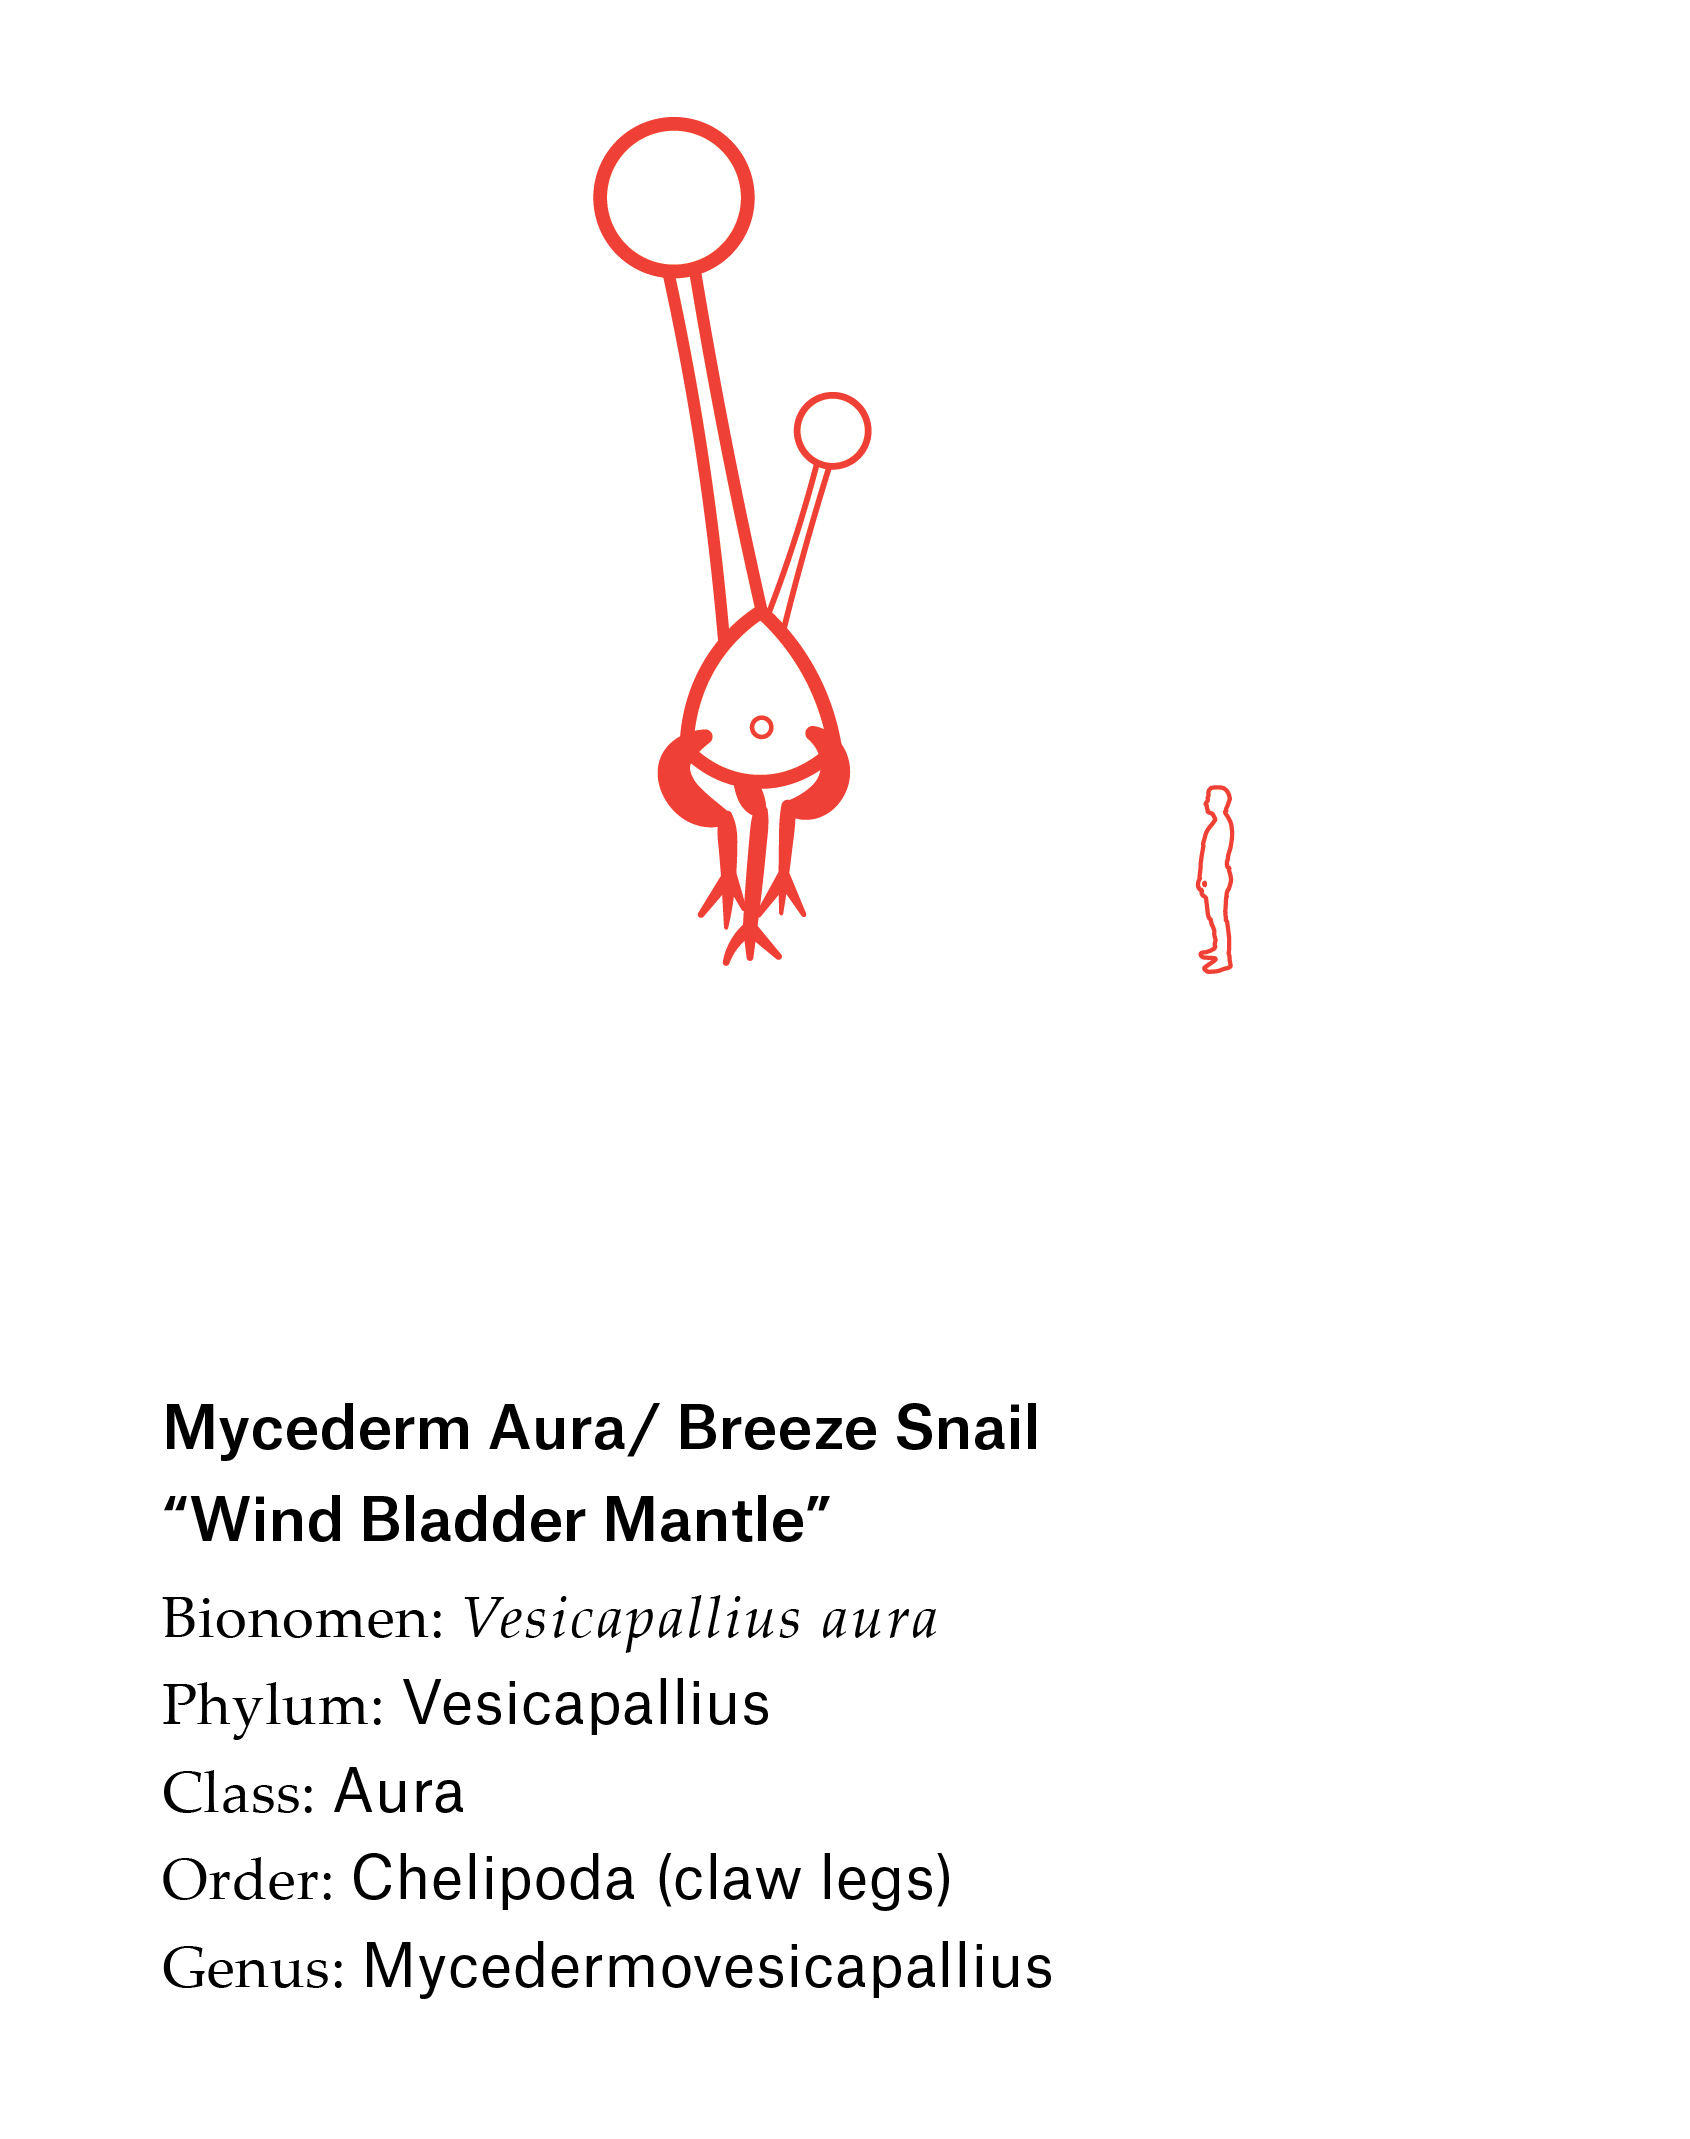 Mycederm Aura/ Breeze Snail
“Wind Bladder Mantle”
Bionomen: Vesicapallius aura
Phylum: Vesicapallius
Class: Aura
Order: Chelipoda (claw legs)
Genus: Mycedermovesicapallius